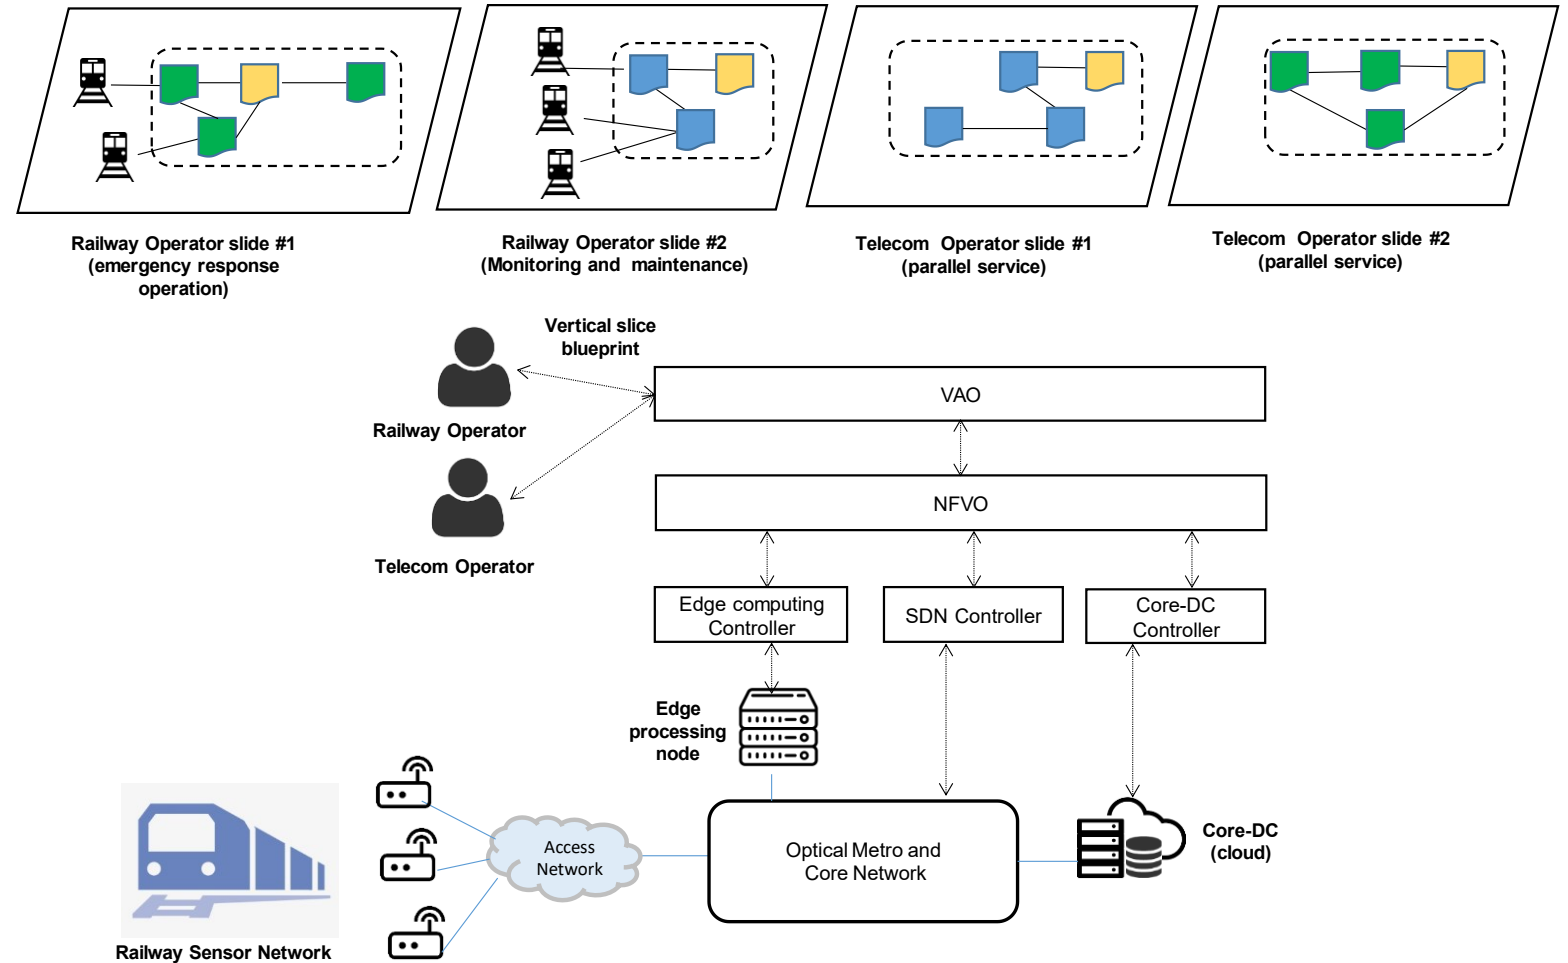 Railway Operator slide #1
(emergency response
operation)
Railway Operator slide #2
(Monitoring and maintenance)
Telecom Operator slide #1
(parallel service)
Telecom Operator slide #2
(parallel service)
Vertical slice
blueprint
Railway Operator
Telecom Operator
VAO
NFVO
Edge computing
Controller
SDN Controller
Core-DC
Controller
Edge
processing
node
Access
Network
Optical Metro and
Core Network
Core-DC
(cloud)
Railway Sensor Network